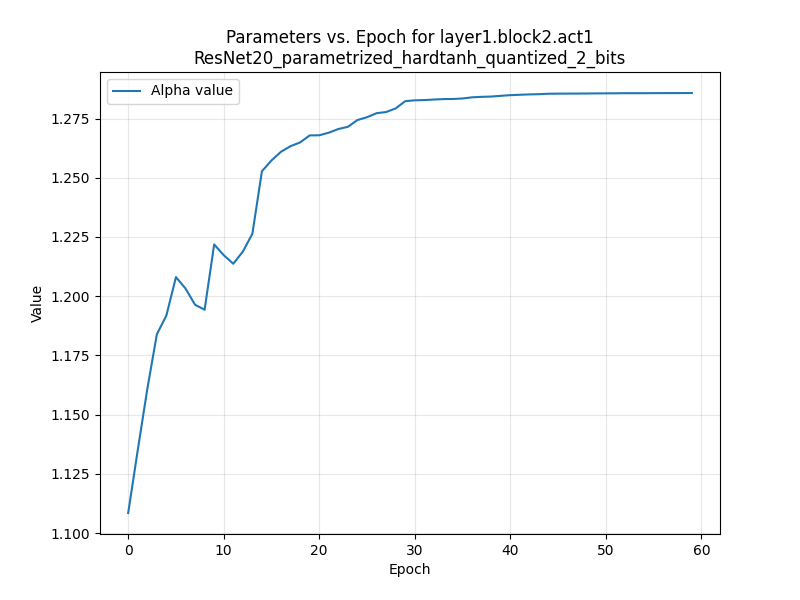 Parameters vs. Epoch for layer1.block2.act1
ResNet20_parametrized_hardtanh_quantized_2_bits
Alpha value
1.275
1.250
1.225
1.200
1.175
1.150
1.125
1.100
Value
0 10 20 30 40 50 60
Epoch